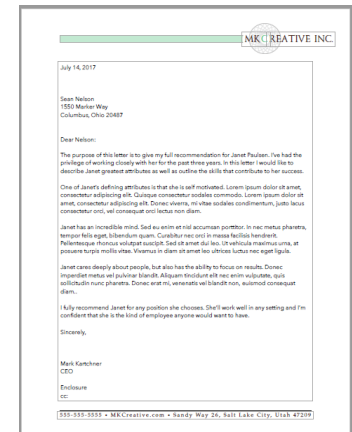 MKCREATIVE INC.
July 14, 2017
Sean Nelson
1550 Marker Way
Columbus, Ohio 20487
Dear Nelson:
The purpose of this letter is to give my full recommendation for Janet Paulsen. I've had the
privilege of working closely with her for the past three years. In this letter I would like to
describe Janet greatest attributes as well as outline the skills that contribute to her success.
One of Janet's defining attributes is that she is self motivated. Lorem ipsum dolor sit amet,
consectetur adipiscing elit. Quisque consectetur sodales commodo. Lorem ipsum dolor sit
amet, consectetur adipiscing elit. Donec viverra, mi vitae sodales condimentum, justo lacus
consectetur orci, vel consequat orci lectus non diam.
Janet has an incredible mind. Sed eu enim et nisl accumsan porttitor. In nec metus pharetra,
tempor felis eget, bibendum quam. Curabitur nec orci in massa facilisis hendrerit.
Pellentesque rhoncus volutpat suscipit. Sed sit amet dui leo. Ut vehicula maximus urna, at
posuere turpis mollis vitae. Vivamus in diam sit amet leo ultrices luctus nec eget ligula.
Janet cares deeply about people, but also has the ability to focus on results. Donec
imperdiet metus vel pulvinar blandit. Aliquam tincidunt elit nec enim vulputate, quis
sollicitudin nunc pharetra. Donec erat mi, venenatis vel blandit non, euismod consequat
diam..
I fully recommend Janet for any position she chooses. She'll work well in any setting and I'm
confident that she is the kind of employee anyone would want to have.
Sincerely,
Mark Kartchner
CEO
Enclosure
cc:
555-555-5555 • MKCreative.com • Sandy Way 26, Salt Lake City, Utah 47209